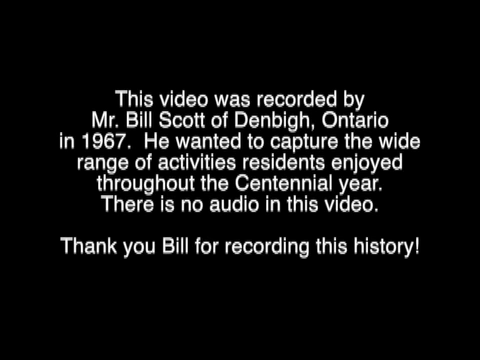 This video was recorded by
Mr. Bill Scott of Denbigh, Ontario
in 1967.  He wanted to capture the wide
range of activities residents enjoyed
throughout the Centennial year.
There is no audio in this video.
Thank you Bill for recording this history!